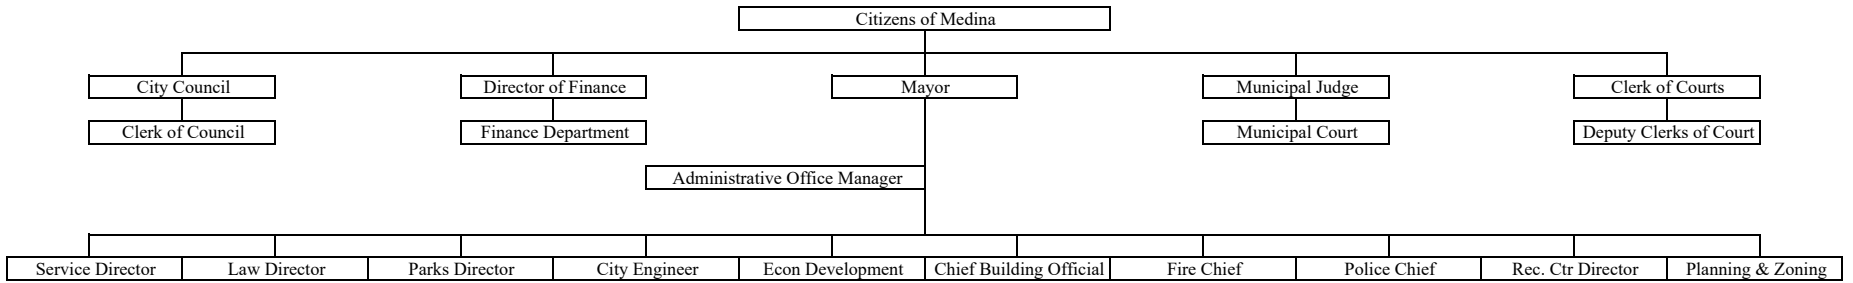 Citizens of Medina
City Council
Director of Finance
Mayor
Municipal Judge
Clerk of Courts
Clerk of Council
Finance Department
Municipal Court
Deputy Clerks of Court
Administrative Office Manager
Service Director
Law Director
Parks Director
City Engineer
Econ Development
Chief Building Official
Fire Chief
Police Chief
Rec. Ctr Director
Planning & Zoning